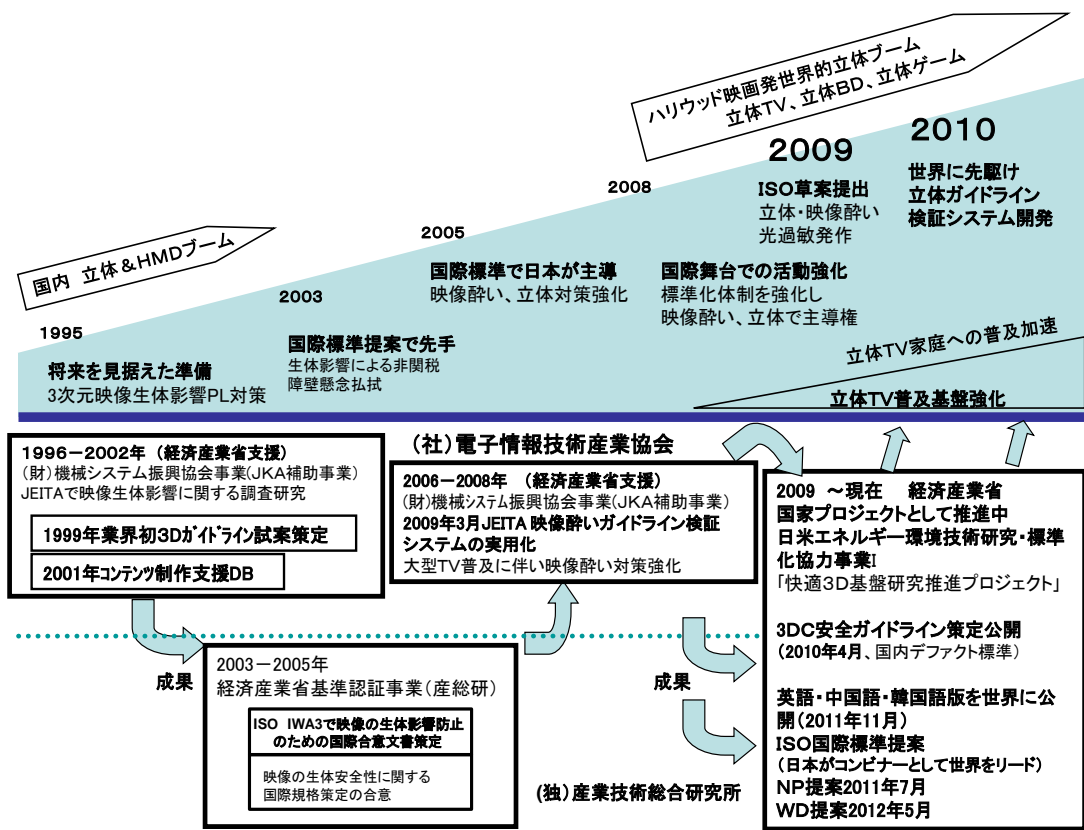 ハリウッド映画発世界的立体ブーム
立体TV、立体BD、立体ゲーム
国内 立体&HMDブーム
1995
将来を見据えた準備
3次元映像生体影響PL対策
2003
国際標準提案で先手
生体影響による非関税
障壁懸念払拭
2005
国際標準で日本が主導
映像酔い、立体対策強化
2008
国際舞台での活動強化
標準化体制を強化し
映像酔い、立体で主導権
2009
ISO草案提出
立体・映像酔い
光過敏発作
2010
世界に先駆け
立体ガイドライン
検証システム開発
立体TV家庭への普及加速
立体TV普及基盤強化
1996-2002年 (経済産業省支援)
(財)機械システム振興協会事業(JKA補助事業)
JEITAで映像生体影響に関する調査研究
1999年業界初3Dガイドライン試案策定
2001年コンテンツ制作支援DB
(社)電子情報技術産業協会
2006-2008年 (経済産業省支援)
(財)機械システム振興協会事業(JKA補助事業)
2009年3月JEITA 映像酔いガイドライン検証
システムの実用化
大型TV普及に伴い映像酔い対策強化
成果
2003-2005年
経済産業省基準認証事業(産総研)
ISO IWA3で映像の生体影響防止
のための国際合意文書策定
映像の生体安全性に関する
国際規格策定の合意
成果
(独)産業技術総合研究所
2009 ~現在 経済産業省
国家プロジェクトとして推進中
日米エネルギー環境技術研究・標準
化協力事業I
「快適3D基盤研究推進プロジェクト」
3DC安全ガイドライン策定公開
(2010年4月、国内デファクト標準)
英語・中国語・韓国語版を世界に公
開(2011年11月)
ISO国際標準提案
(日本がコンビナーとして世界をリード)
NP提案2011年7月
WD提案2012年5月